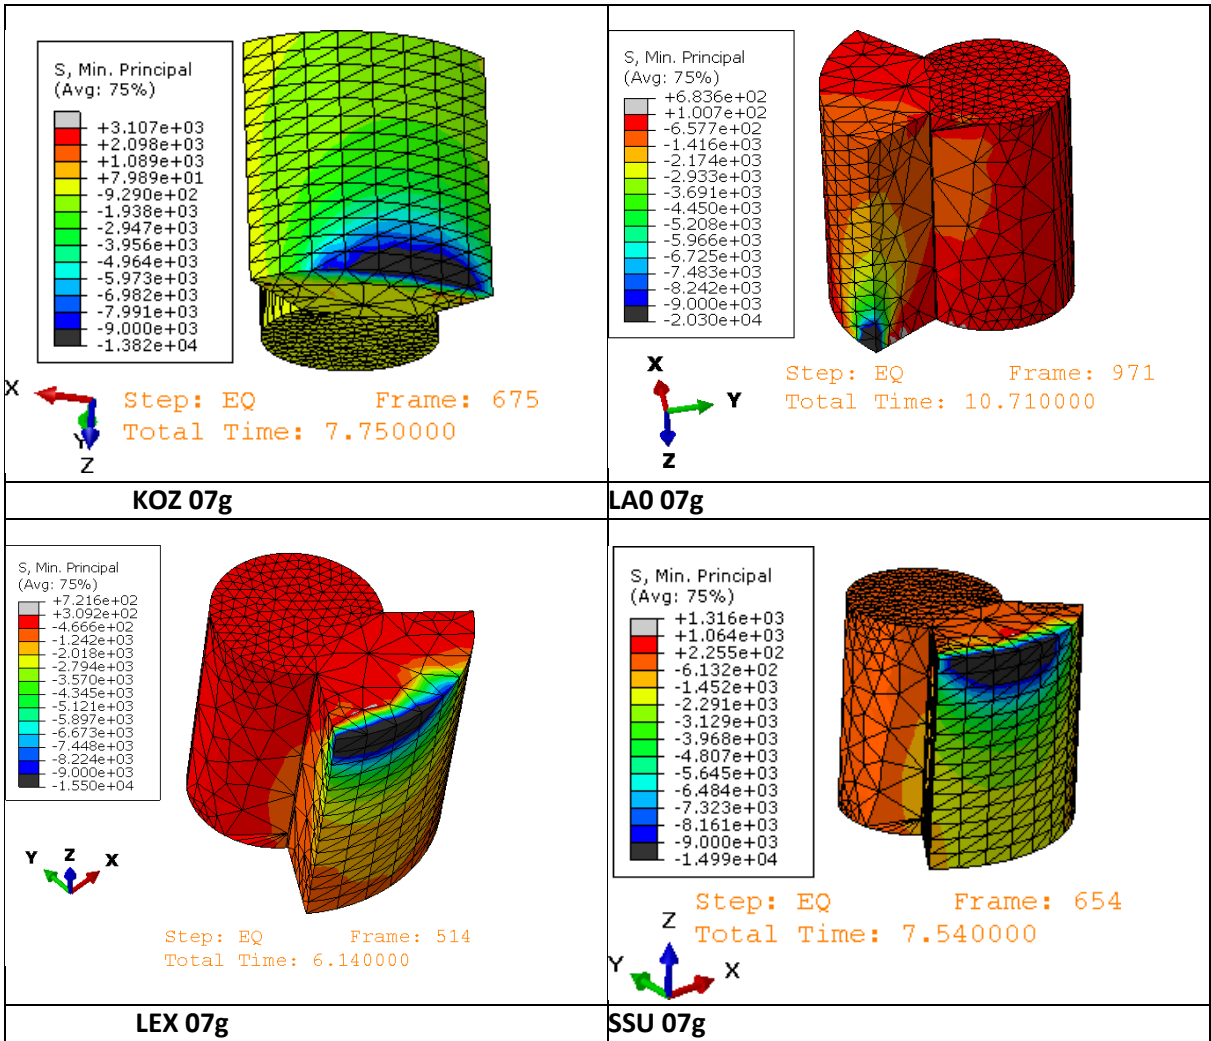 S, Min. Principal
(Avg: 75%)
+3.107e+03
+2.098e+03
+1.089e+03
+7.989e+01
-9.290e+02
-1.938e+03
-2.947e+03
-3.956e+03
-4.964e+03
-5.973e+03
-6.982e+03
-7.991e+03
-9.000e+03
-1.382e+04
X
Y
Z
Step: EQ Frame: 675
Total Time: 7.750000
KOZ 07g
S, Min. Principal
(Avg: 75%)
+6.836e+02
+1.007e+02
-6.577e+02
-1.416e+03
-2.174e+03
-2.933e+03
-3.691e+03
-4.450e+03
-5.208e+03
-5.966e+03
-6.725e+03
-7.483e+03
-8.242e+03
-9.000e+03
-2.030e+04
X
Y
Z
Step: EQ Frame: 971
Total Time: 10.710000
LA0 07g
S, Min. Principal
(Avg: 75%)
+7.216e+02
+3.092e+02
-4.666e+02
-1.242e+03
-2.018e+03
-2.794e+03
-3.570e+03
-4.345e+03
-5.121e+03
-5.897e+03
-6.673e+03
-7.448e+03
-8.224e+03
-9.000e+03
-1.550e+04
Y Z X
Step: EQ Frame: 514
Total Time: 6.140000
LEX 07g
S, Min. Principal
(Avg: 75%)
+1.316e+03
+1.064e+03
+2.255e+02
-6.132e+02
-1.452e+03
-2.291e+03
-3.129e+03
-3.968e+03
-4.807e+03
-5.645e+03
-6.484e+03
-7.323e+03
-8.161e+03
-9.000e+03
-1.499e+04
Z
Y X
Step: EQ Frame: 654
Total Time: 7.540000
SSU 07g